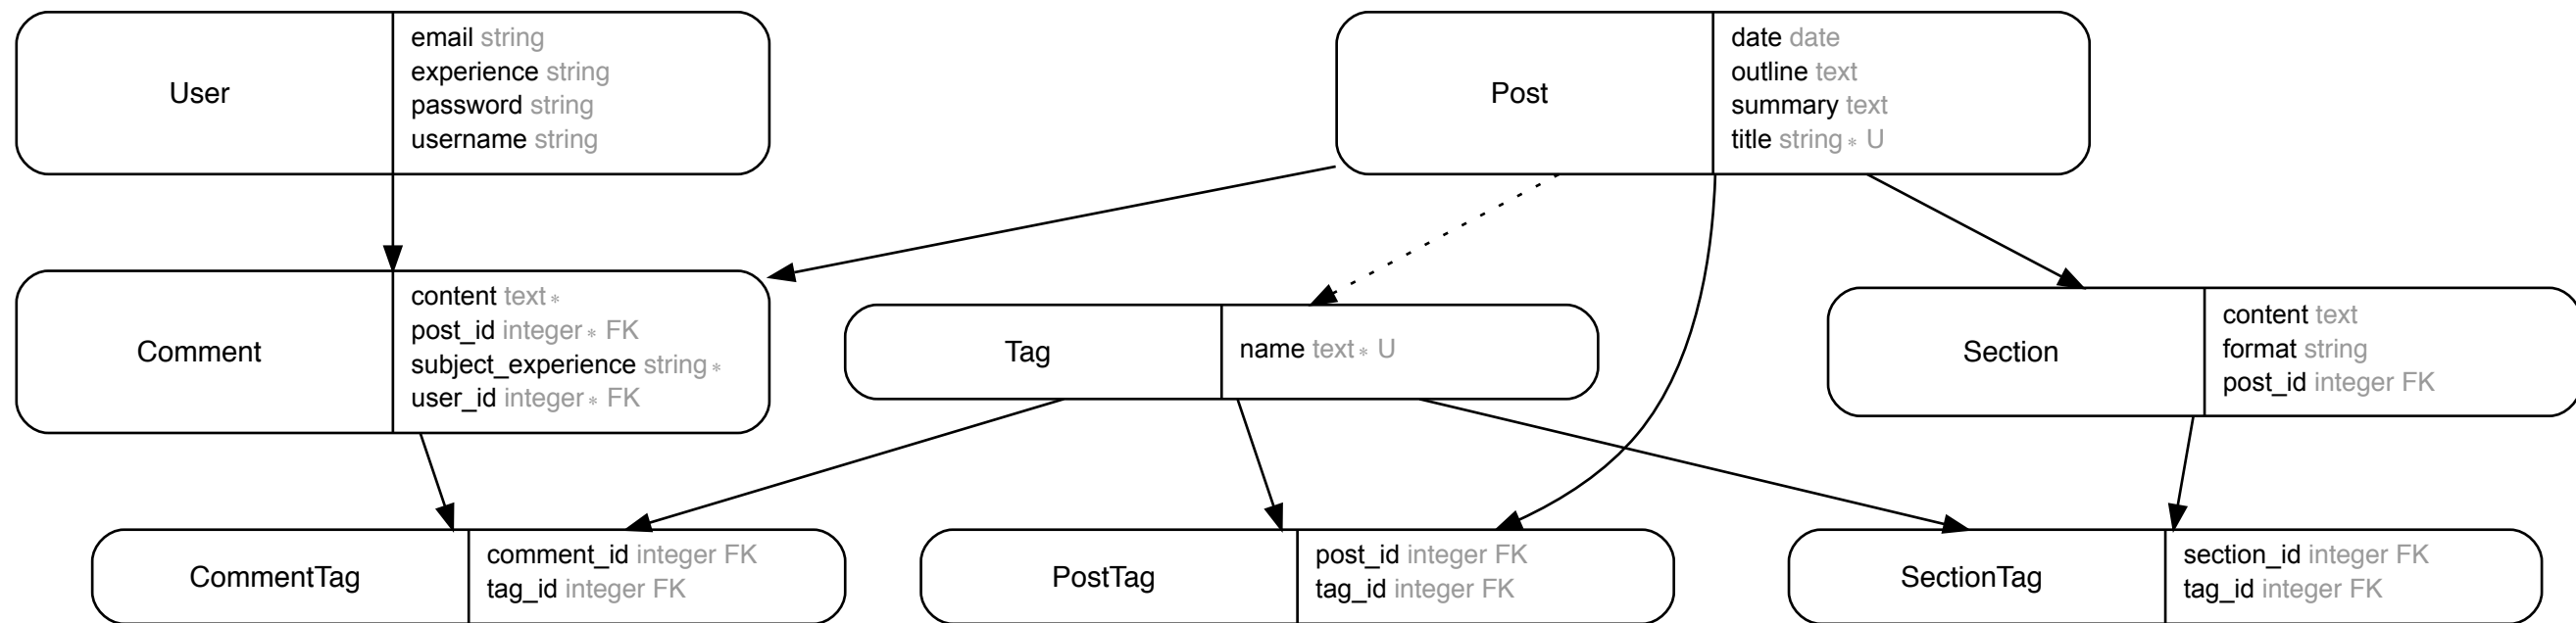 User
email string
experience string
password string
username string
Post
date date
outline text
summary text
title string * U
Comment
content text *
post_id integer * FK
subject_experience string *
user_id integer * FK
Tag
name text * U
Section
content text
format string
post_id integer FK
CommentTag
comment_id integer FK
tag_id integer FK
PostTag
post_id integer FK
tag_id integer FK
SectionTag
section_id integer FK
tag_id integer FK